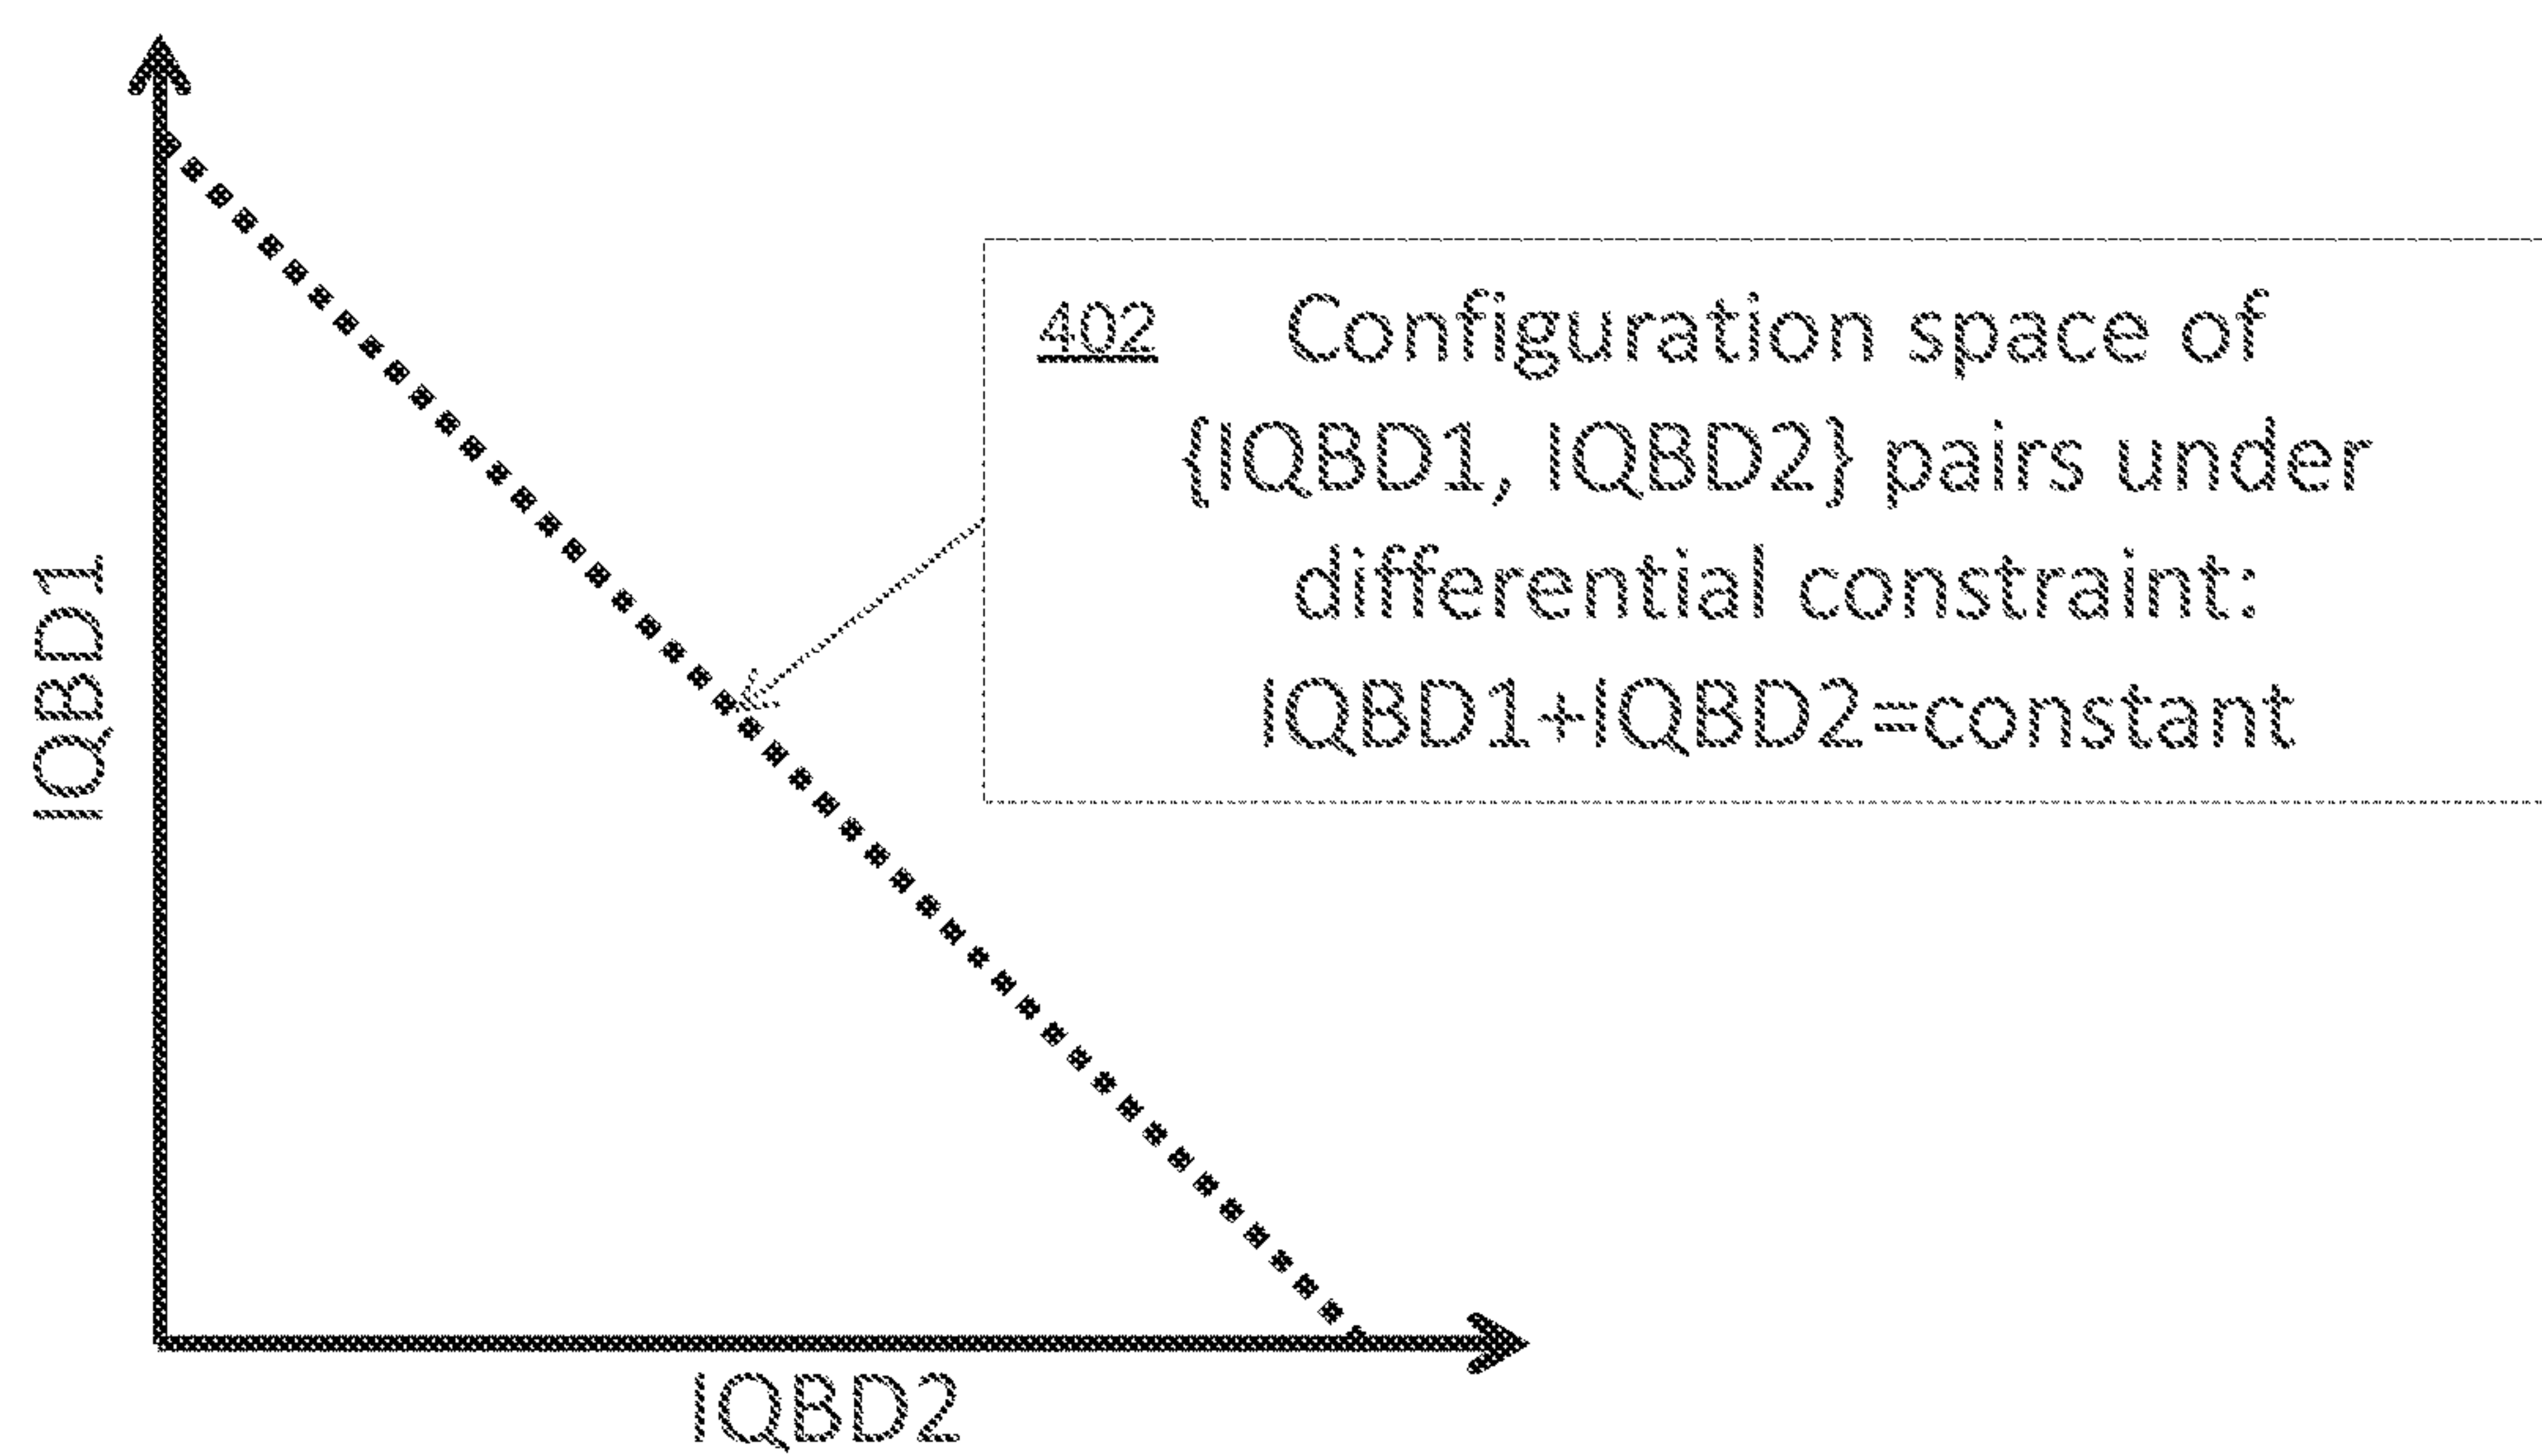 IQBD1
402 Configuration space of
{IQBD1, IQBD2} pairs under
differential constraint:
IQBD1+IQBD2=constant
IQBD2